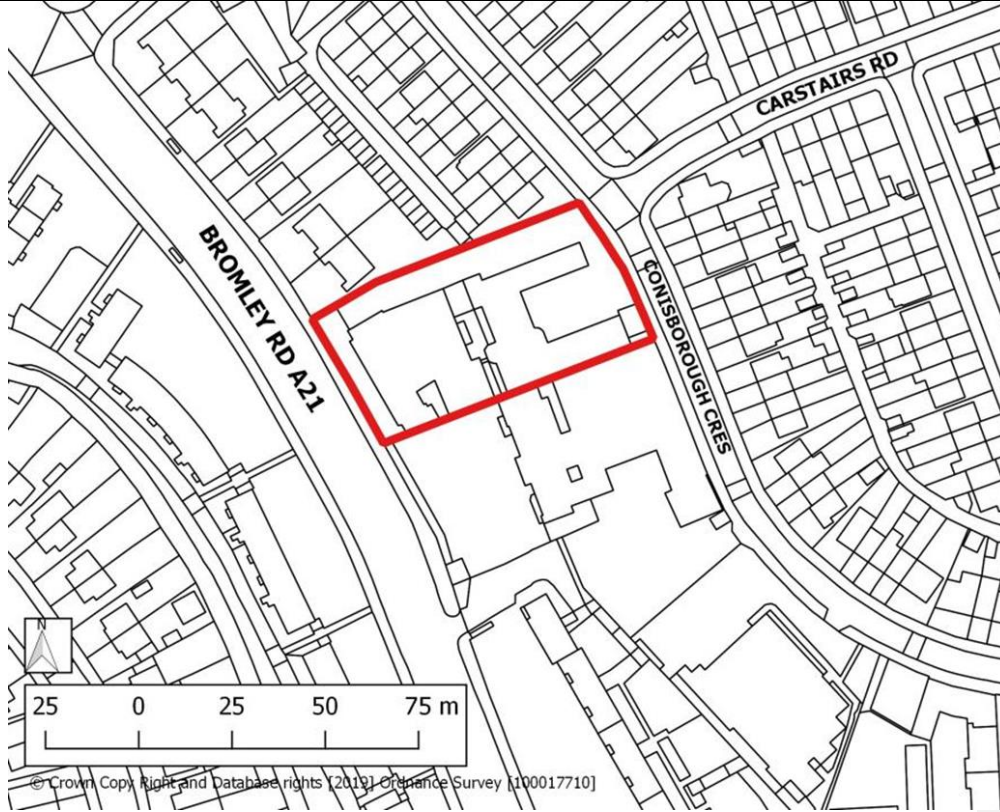 CARSTAIRS RD
BROMLEY RD A21
CONISBOROUGH CRES
N
25 0 25 50 75 m
© Crown Copy Right and Database rights [2019] Ordnance Survey [100017710]